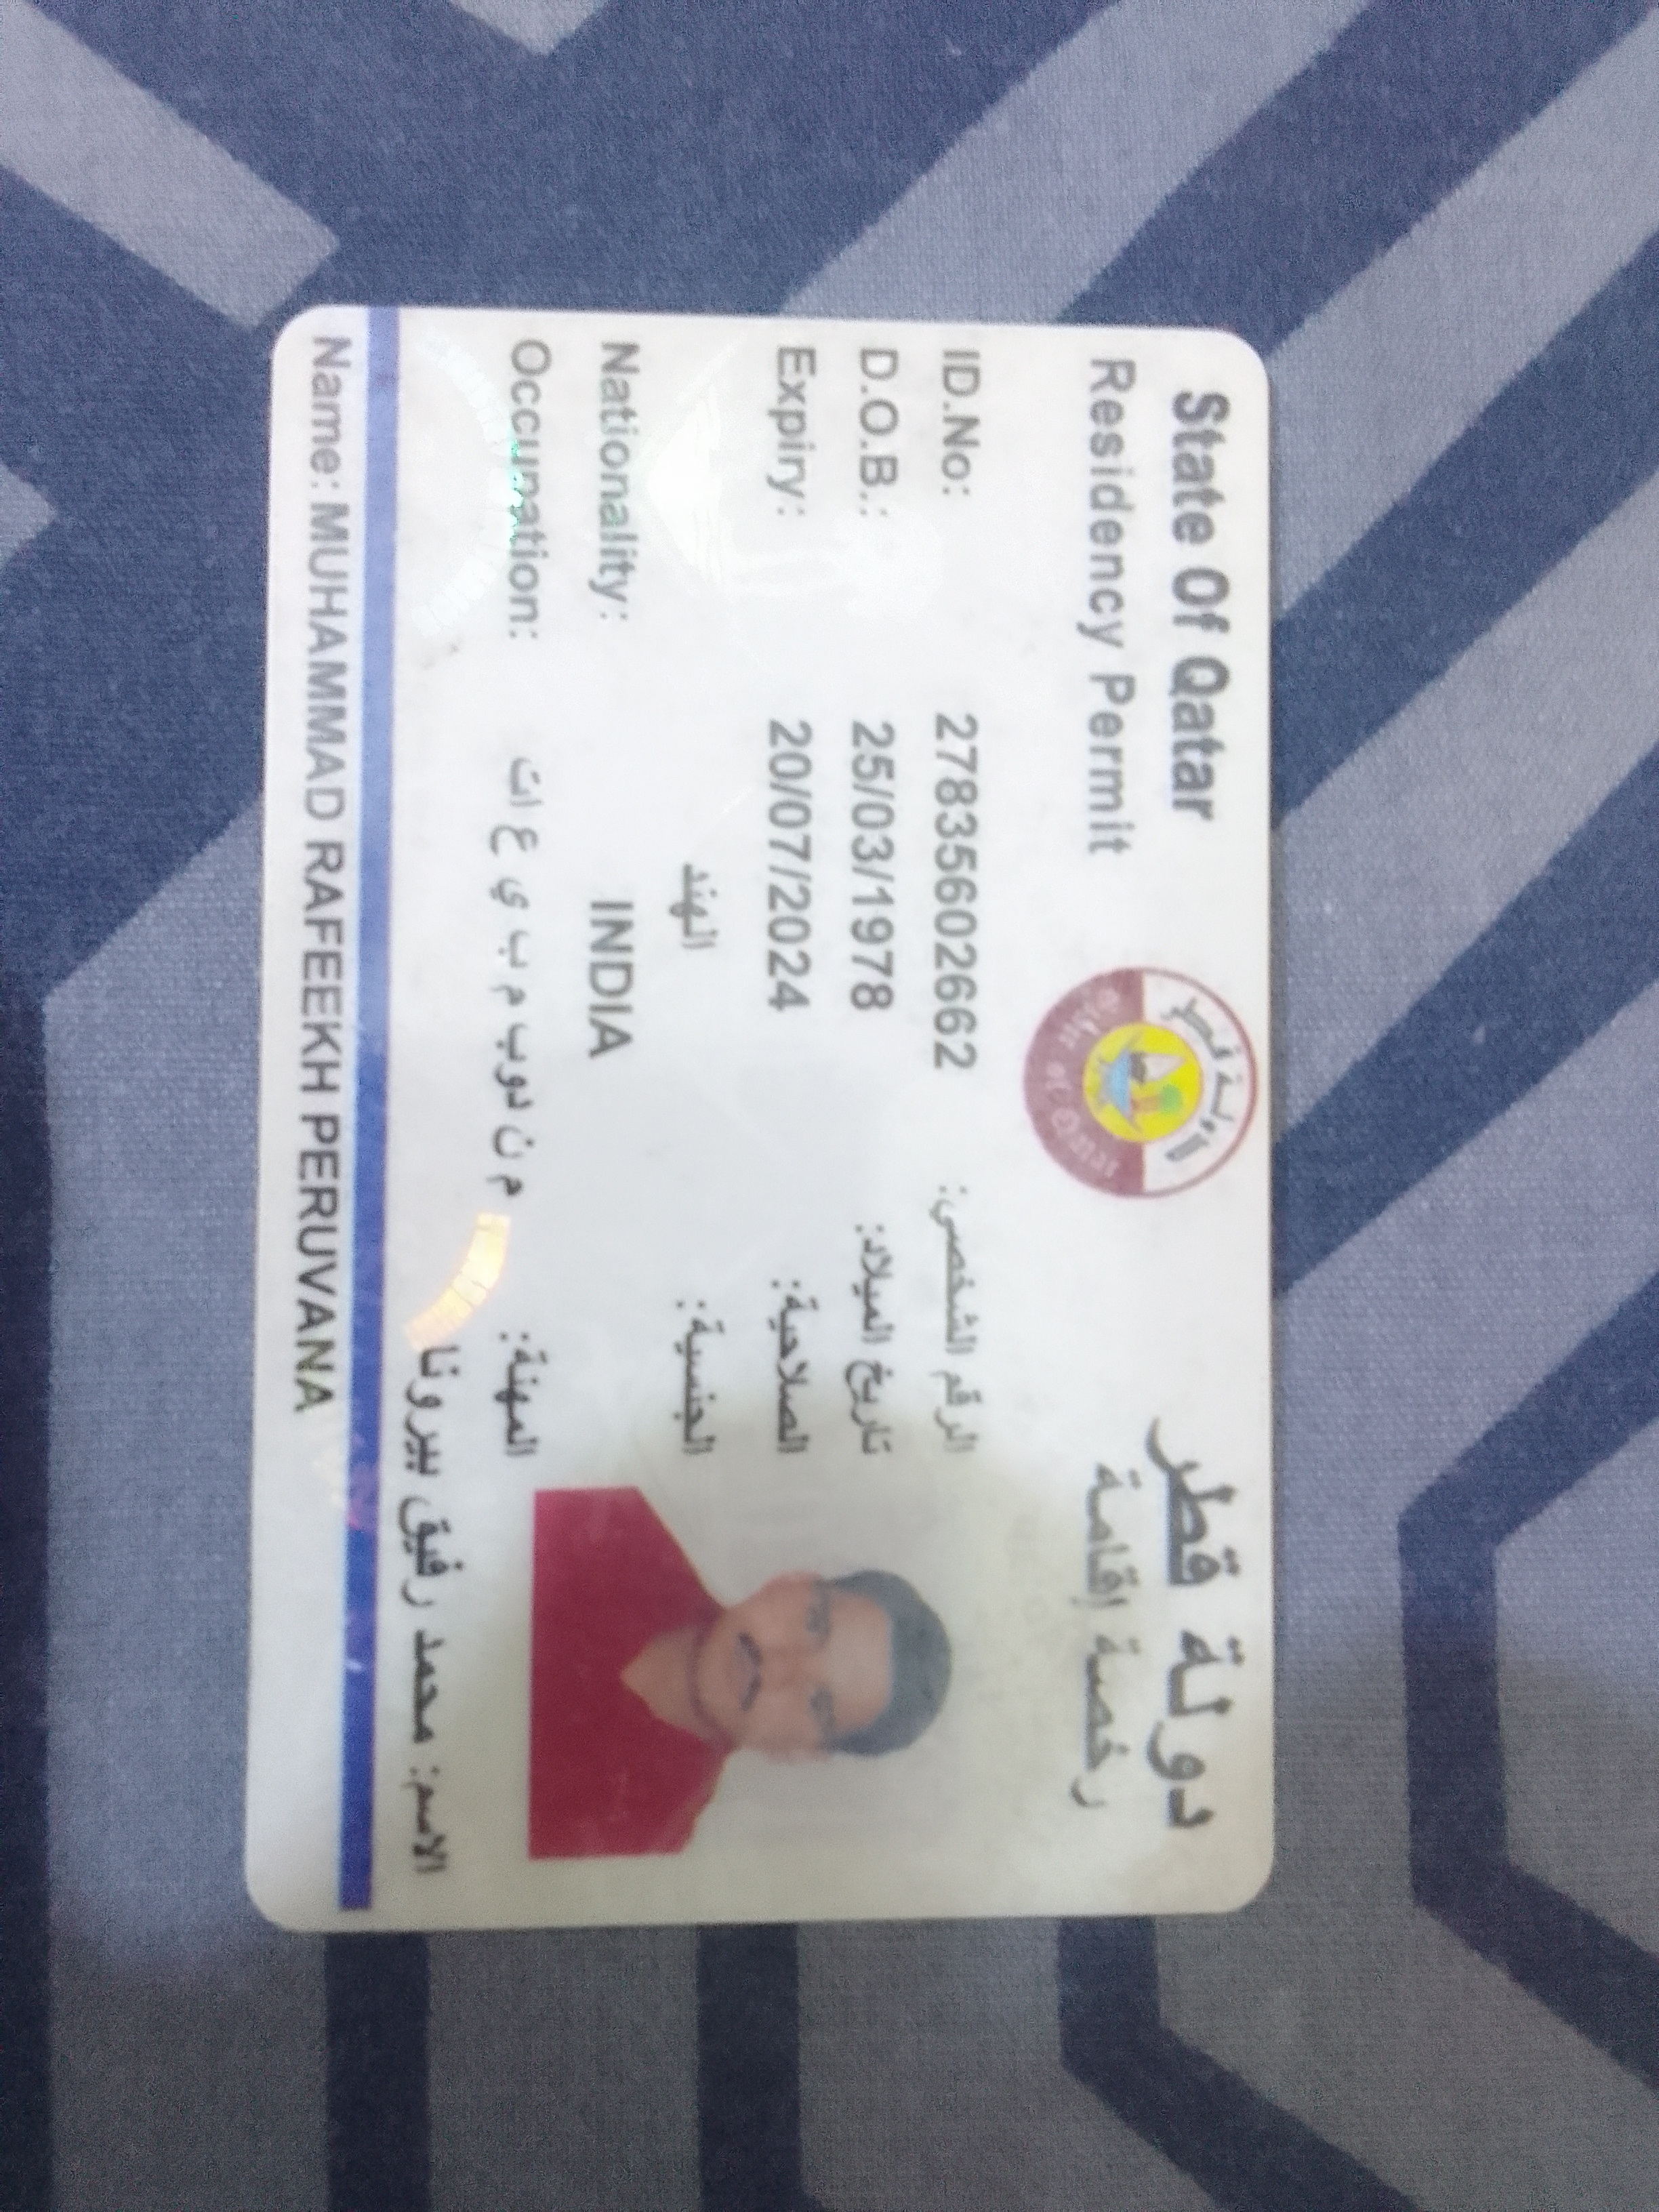 State Of Qatar دولة قطر
Residency Permit رخصة إقامة
ID.No: 27835602662 الرقم الشخصي:
D.O.B.: 25/03/1978 تاريخ الميلاد:
Expiry: 20/07/2024 الصلاحية:
الهند الجنسية:
Nationality: INDIA
Occupation: م ن دوب م ب ي ع ات المهنة:
الاسم: محمد رفيق بيرونا
Name: MUHAMMAD RAFEEKH PERUVANA